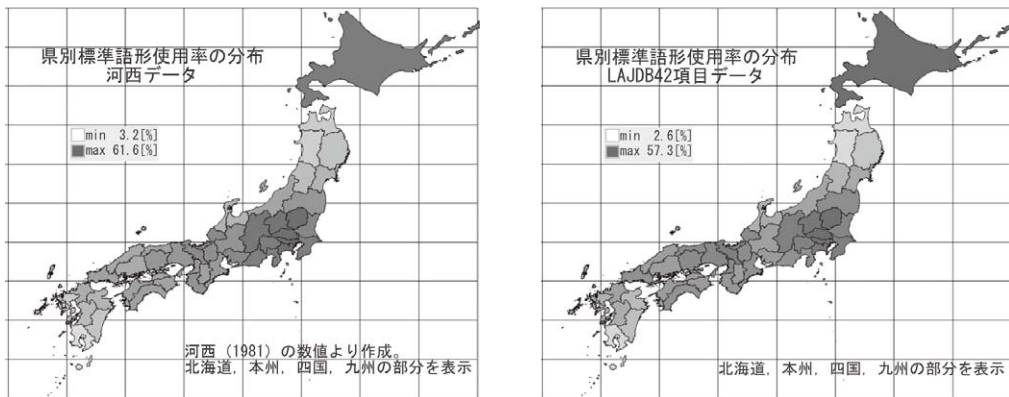 県別標準語形使用率の分布
河西データ
min 3.2[%]
max 61.6[%]
河西（1981）の数値より作成。
北海道，本州，四国，九州の部分を表示
県別標準語形使用率の分布
LAJDB42項目データ
min 2.6[%]
max 57.3[%]
北海道，本州，四国，九州の部分を表示